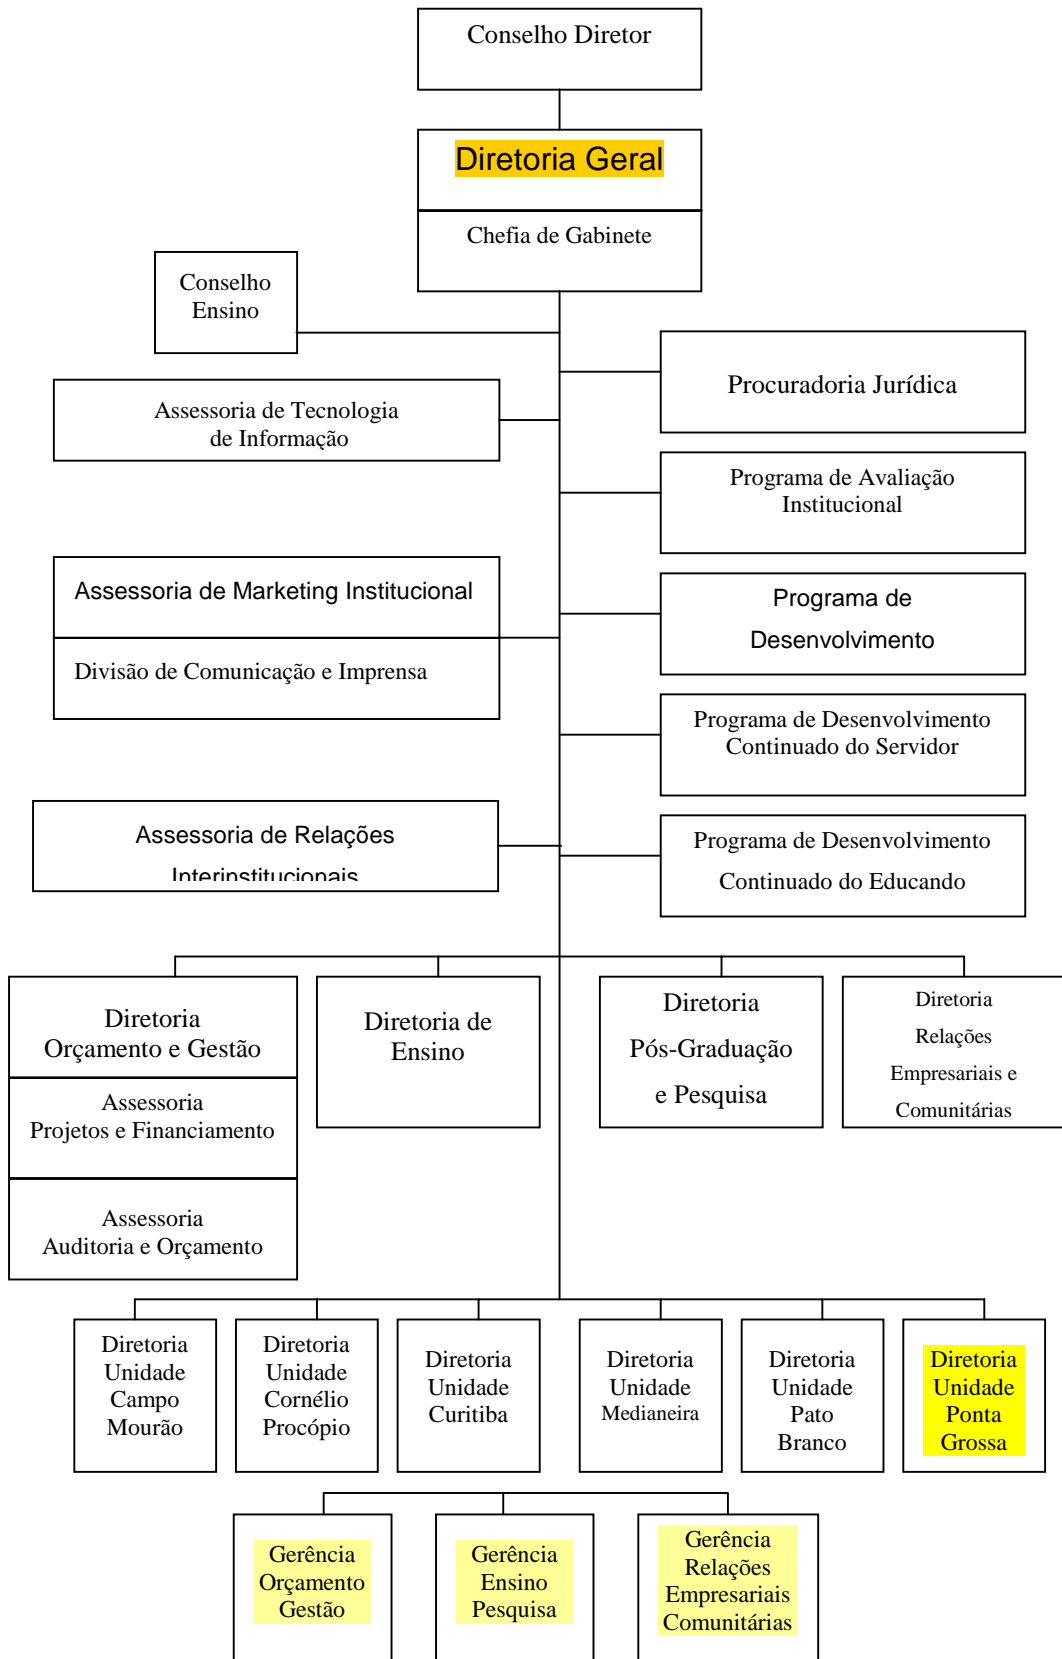 Conselho Diretor
Diretoria Geral
Chefia de Gabinete
Conselho
Ensino
Procuradoria Jurídica
Assessoria de Tecnologia
de Informação
Programa de Avaliação
Institucional
Assessoria de Marketing Institucional
Divisão de Comunicação e Imprensa
Programa de
Desenvolvimento
Programa de Desenvolvimento
Continuado do Servidor
Assessoria de Relações
Interinstitucionais
Programa de Desenvolvimento
Continuado do Educando
Diretoria
Orçamento e Gestão
Assessoria
Projetos e Financiamento
Assessoria
Auditoria e Orçamento
Diretoria de
Ensino
Diretoria
Pós-Graduação
e Pesquisa
Diretoria
Relações
Empresariais e
Comunitárias
Diretoria
Unidade
Campo
Mourão
Diretoria
Unidade
Cornélio
Procópio
Diretoria
Unidade
Curitiba
Diretoria
Unidade
Medianeira
Diretoria
Unidade
Pato
Branco
Diretoria
Unidade
Ponta
Grossa
Gerência
Orçamento
Gestão
Gerência
Ensino
Pesquisa
Gerência
Relações
Empresariais
Comunitárias